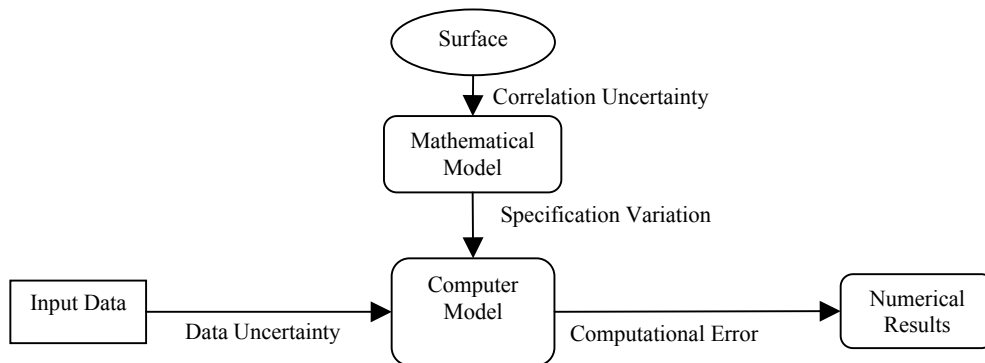 Surface
Correlation Uncertainty
Mathematical
Model
Specification Variation
Input Data
Data Uncertainty
Computer
Model
Computational Error
Numerical
Results